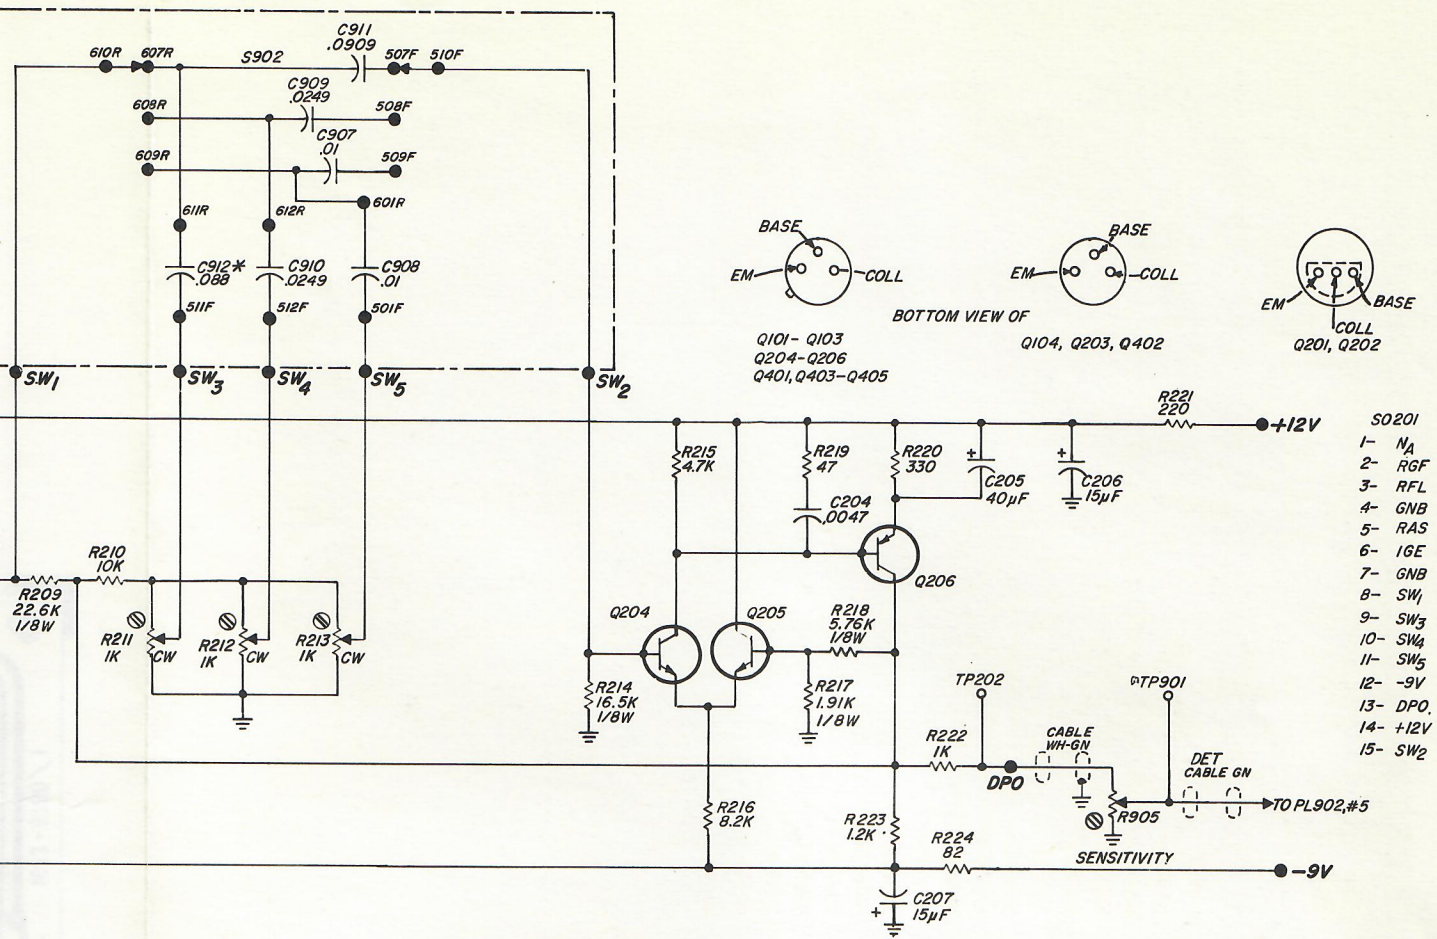 C911
.0909
610R 607R S902 507F 510F
C909
.0249
608R 508F
C907
.01
609R 509F
601R
611R 612R
C912* .088
C910 .0249
C908 .01
511F 512F 501F
SW1 SW3 SW4 SW5 SW2
BASE
EM COLL
Q101- Q103
Q204-Q206
Q401, Q403-Q405
BOTTOM VIEW OF
BASE
EM COLL
Q104, Q203, Q402
EM BASE
COLL
Q201, Q202
R221
220
+12V
R215
4.7K
R219
47
R220
330
C204
.0047
C205
40µF
C206
15µF
Q206
R210
10K
R209
22.6K
1/8W
R211
1K
CW
R212
1K
CW
R213
1K
CW
Q204
Q205
R218
5.76K
1/8W
R214
16.5K
1/8W
R217
1.91K
1/8W
TP202
TP901
R222
1K
DPO
CABLE
WH-GN
DET
CABLE GN
TO PL902,#5
R905
SENSITIVITY
R216
8.2K
R223
1.2K
R224
82
-9V
C207
15µF
SO201
1- NA
2- RGF
3- RFL
4- GNB
5- RAS
6- IGE
7- GNB
8- SW1
9- SW3
10- SW4
11- SW5
12- -9V
13- DPO.
14- +12V
15- SW2